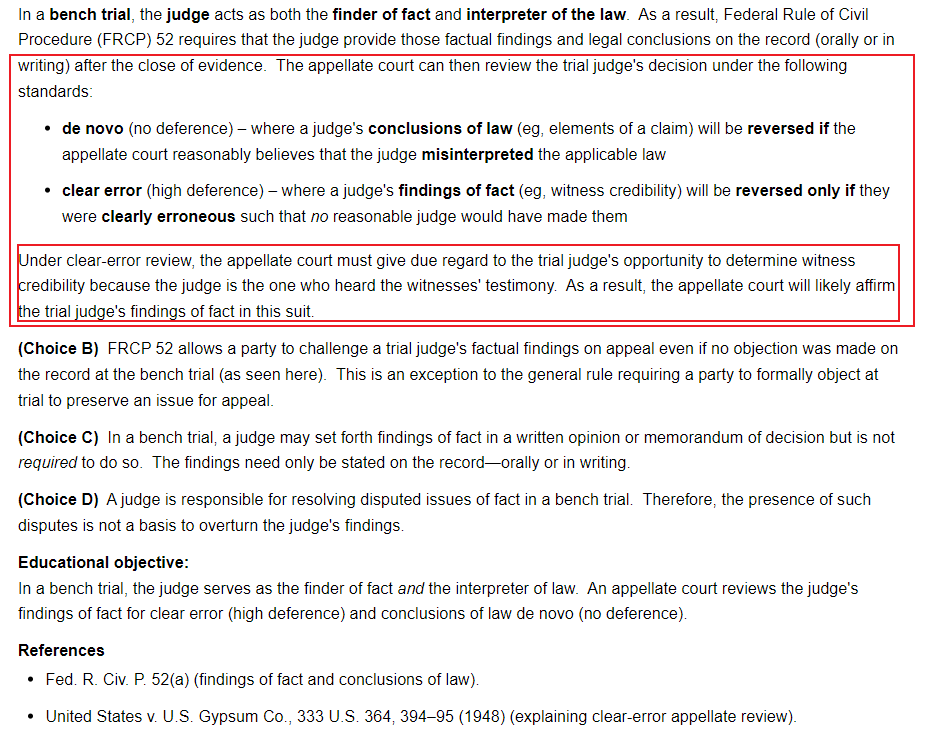 In a bench trial, the judge acts as both the finder of fact and interpreter of the law.  As a result, Federal Rule of Civil
Procedure (FRCP) 52 requires that the judge provide those factual findings and legal conclusions on the record (orally or in
writing) after the close of evidence.  The appellate court can then review the trial judge's decision under the following
standards:
• de novo (no deference) – where a judge's conclusions of law (eg, elements of a claim) will be reversed if the
appellate court reasonably believes that the judge misinterpreted the applicable law
• clear error (high deference) – where a judge's findings of fact (eg, witness credibility) will be reversed only if they
were clearly erroneous such that no reasonable judge would have made them
Under clear-error review, the appellate court must give due regard to the trial judge's opportunity to determine witness
credibility because the judge is the one who heard the witnesses' testimony.  As a result, the appellate court will likely affirm
the trial judge's findings of fact in this suit.
(Choice B)  FRCP 52 allows a party to challenge a trial judge's factual findings on appeal even if no objection was made on
the record at the bench trial (as seen here).  This is an exception to the general rule requiring a party to formally object at
trial to preserve an issue for appeal.
(Choice C)  In a bench trial, a judge may set forth findings of fact in a written opinion or memorandum of decision but is not
required to do so.  The findings need only be stated on the record—orally or in writing.
(Choice D)  A judge is responsible for resolving disputed issues of fact in a bench trial.  Therefore, the presence of such
disputes is not a basis to overturn the judge's findings.
Educational objective:
In a bench trial, the judge serves as the finder of fact and the interpreter of law.  An appellate court reviews the judge's
findings of fact for clear error (high deference) and conclusions of law de novo (no deference).
References
• Fed. R. Civ. P. 52(a) (findings of fact and conclusions of law).
• United States v. U.S. Gypsum Co., 333 U.S. 364, 394–95 (1948) (explaining clear-error appellate review).